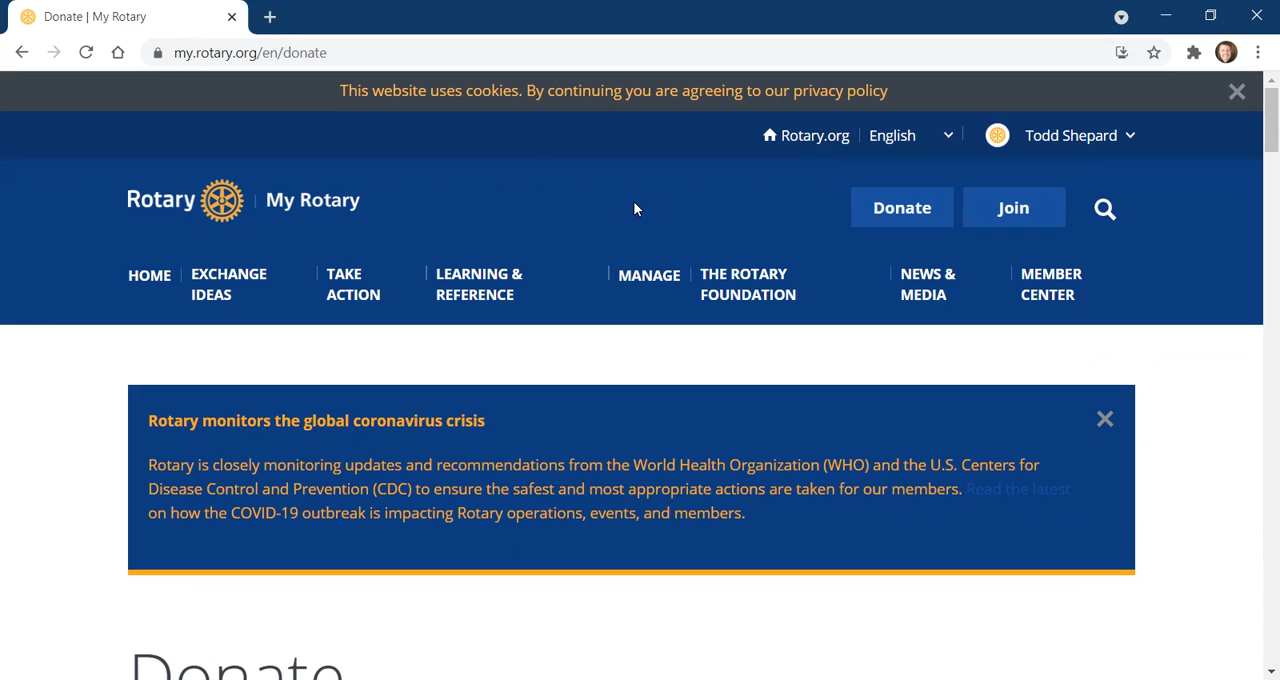 Donate | My Rotary
my.rotary.org/en/donate
This website uses cookies. By continuing you are agreeing to our privacy policy
Rotary.org English Todd Shepard
Rotary My Rotary
Donate Join
HOME
EXCHANGE
IDEAS
TAKE
ACTION
LEARNING &
REFERENCE
MANAGE
THE ROTARY
FOUNDATION
NEWS &
MEDIA
MEMBER
CENTER
Rotary monitors the global coronavirus crisis
Rotary is closely monitoring updates and recommendations from the World Health Organization (WHO) and the U.S. Centers for
Disease Control and Prevention (CDC) to ensure the safest and most appropriate actions are taken for our members. Read the latest
on how the COVID-19 outbreak is impacting Rotary operations, events, and members.
Donate